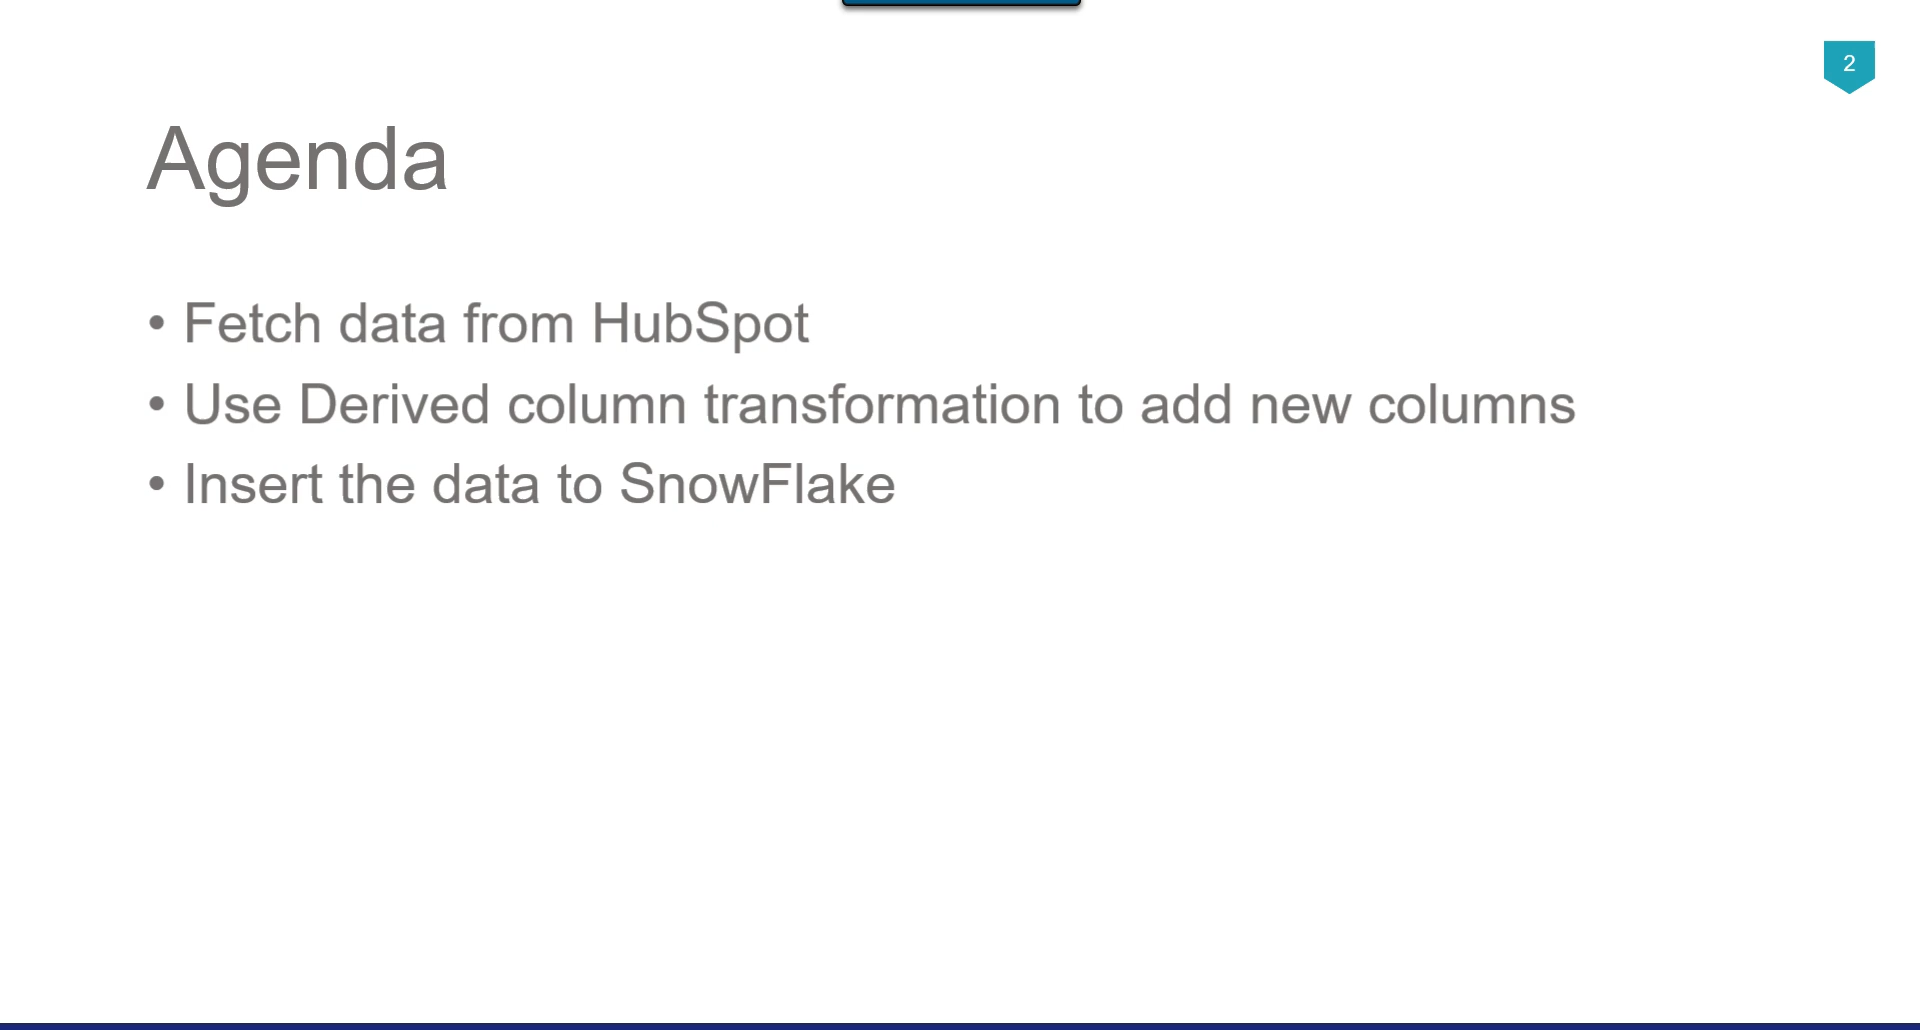 2
Agenda
• Fetch data from HubSpot
• Use Derived column transformation to add new columns
• Insert the data to SnowFlake